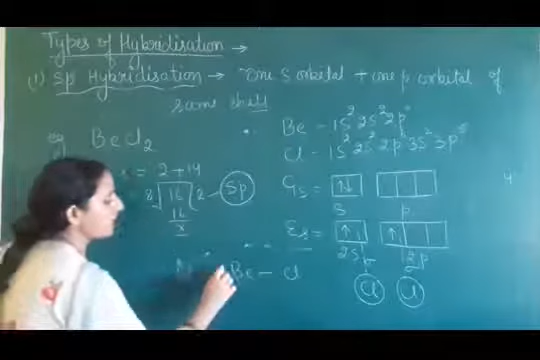 Types of Hybridisation →
(1) Sp Hybridisation → one s orbital + one p orbital of
same shell
eg BeCl2
Be - 1s² 2s² 2p⁰
Cl - 1s² 2s² 2p⁶ 3s² 3p⁵
= 2+14
8 16 2 Sp
16
x
Gs = ↑↓
s p
Es = ↑ ↑
2s 2p
Cl Cl
Be - Cl